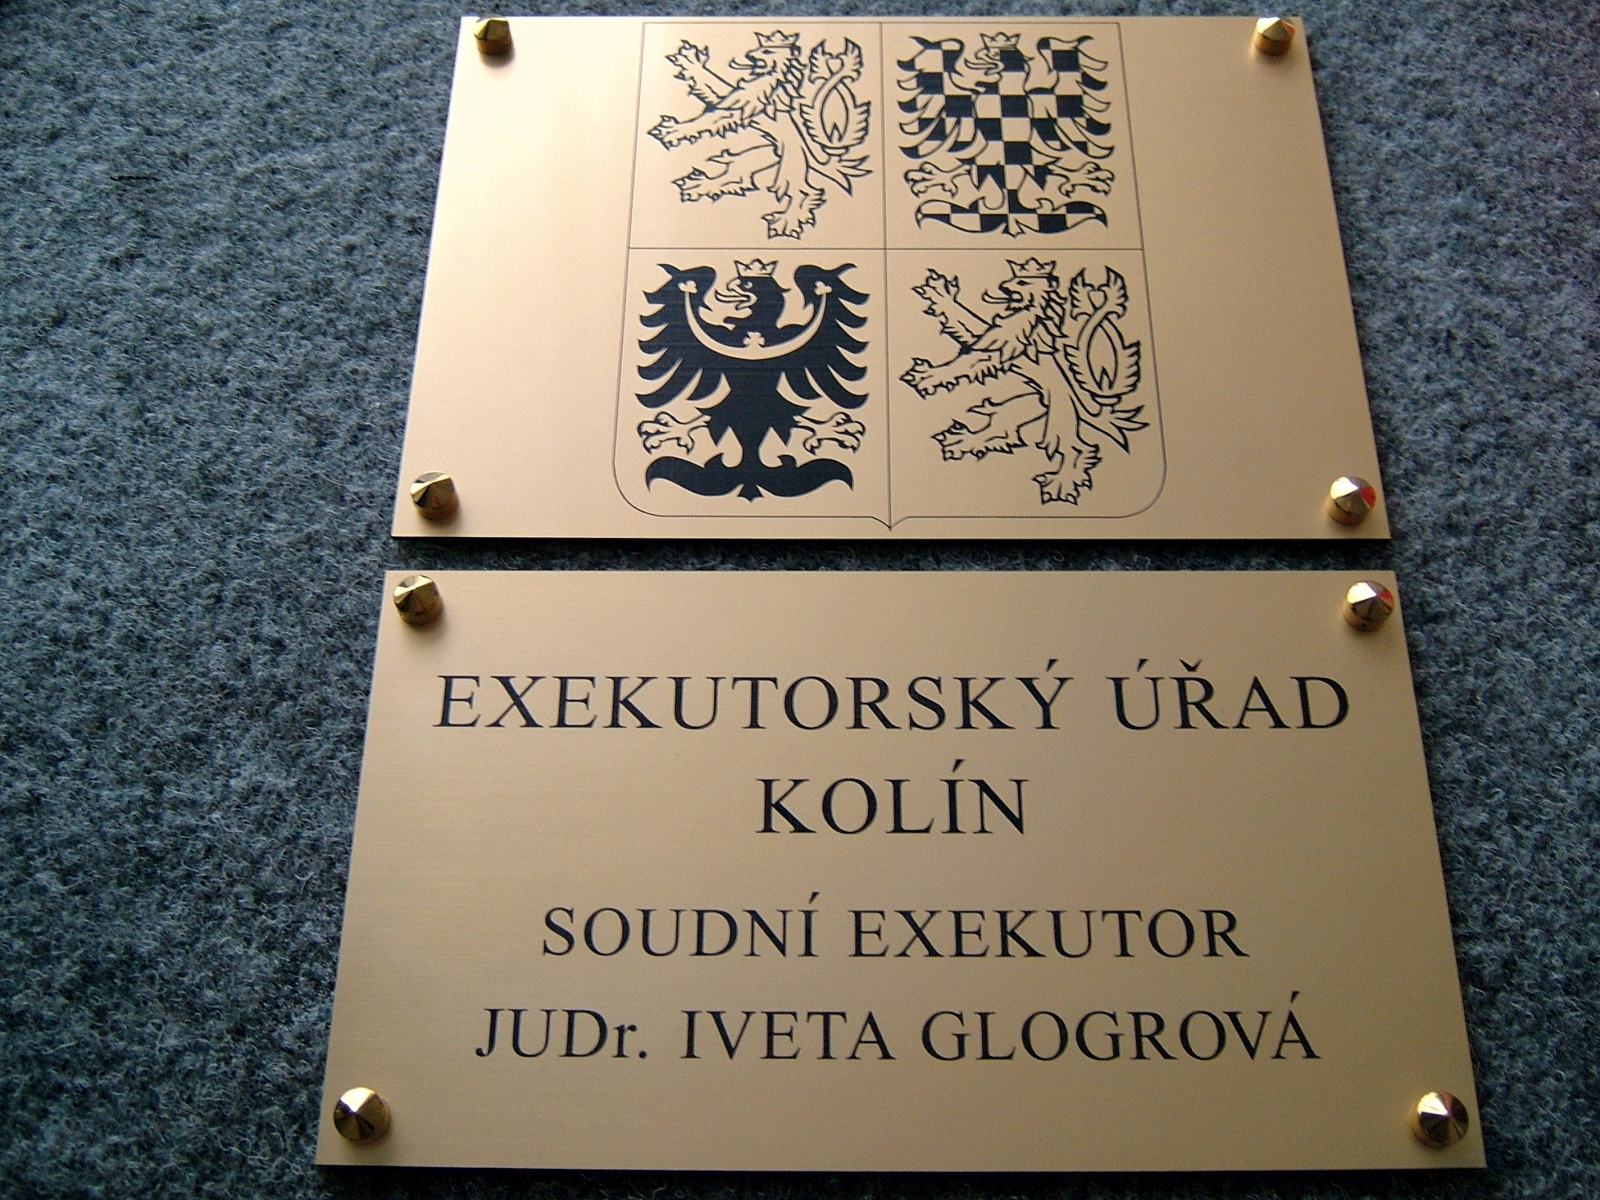 EXEKUTORSKÝ ÚŘAD
KOLÍN
SOUDNÍ EXEKUTOR
JUDr. IVETA GLOGROVÁ